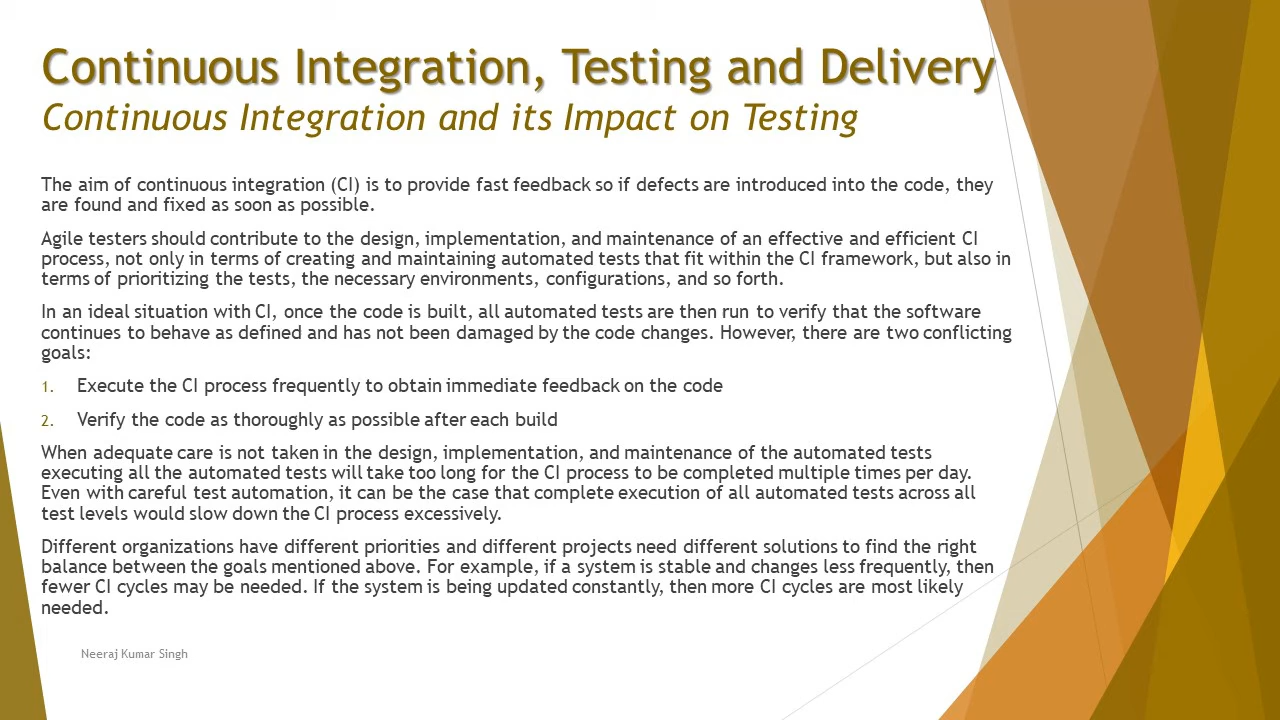 Continuous Integration, Testing and Delivery
Continuous Integration and its Impact on Testing
The aim of continuous integration (CI) is to provide fast feedback so if defects are introduced into the code, they
are found and fixed as soon as possible.
Agile testers should contribute to the design, implementation, and maintenance of an effective and efficient CI
process, not only in terms of creating and maintaining automated tests that fit within the CI framework, but also in
terms of prioritizing the tests, the necessary environments, configurations, and so forth.
In an ideal situation with CI, once the code is built, all automated tests are then run to verify that the software
continues to behave as defined and has not been damaged by the code changes. However, there are two conflicting
goals:
1. Execute the CI process frequently to obtain immediate feedback on the code
2. Verify the code as thoroughly as possible after each build
When adequate care is not taken in the design, implementation, and maintenance of the automated tests
executing all the automated tests will take too long for the CI process to be completed multiple times per day.
Even with careful test automation, it can be the case that complete execution of all automated tests across all
test levels would slow down the CI process excessively.
Different organizations have different priorities and different projects need different solutions to find the right
balance between the goals mentioned above. For example, if a system is stable and changes less frequently, then
fewer CI cycles may be needed. If the system is being updated constantly, then more CI cycles are most likely
needed.
Neeraj Kumar Singh